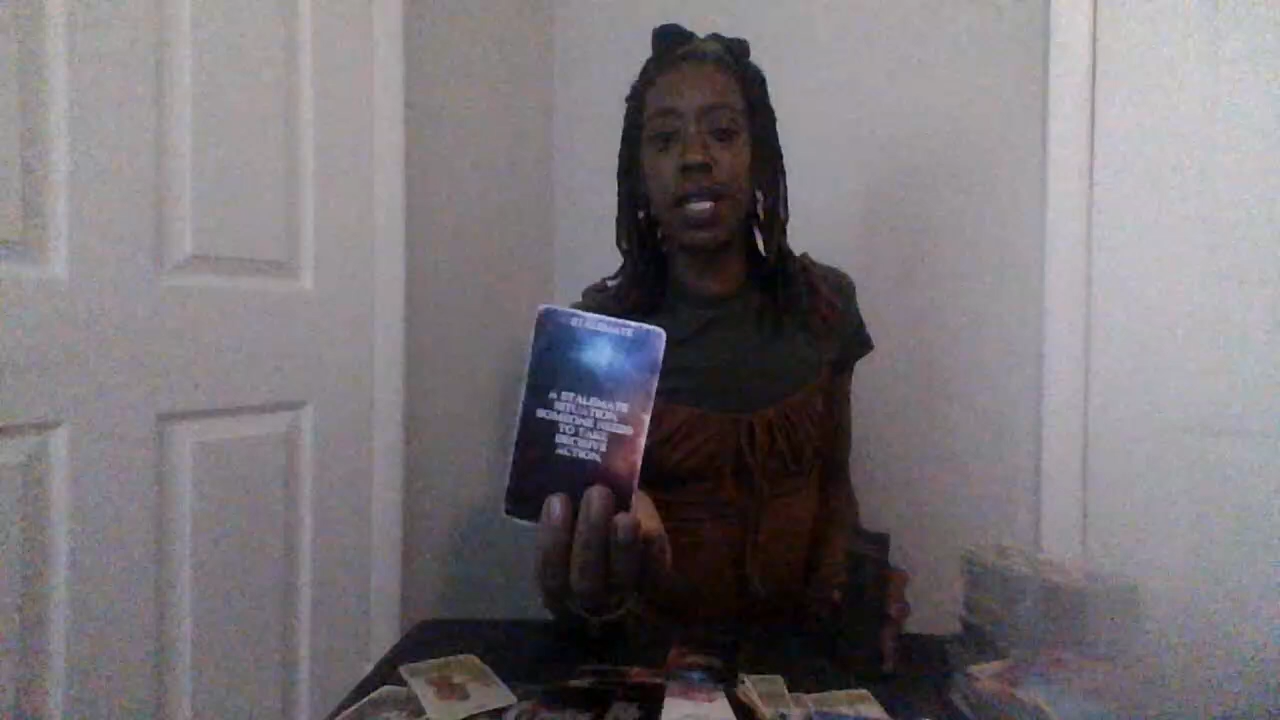 STALEMATE
A STALEMATE
SITUATION.
SOMEONE NEEDS
TO TAKE
DECISIVE
ACTION.